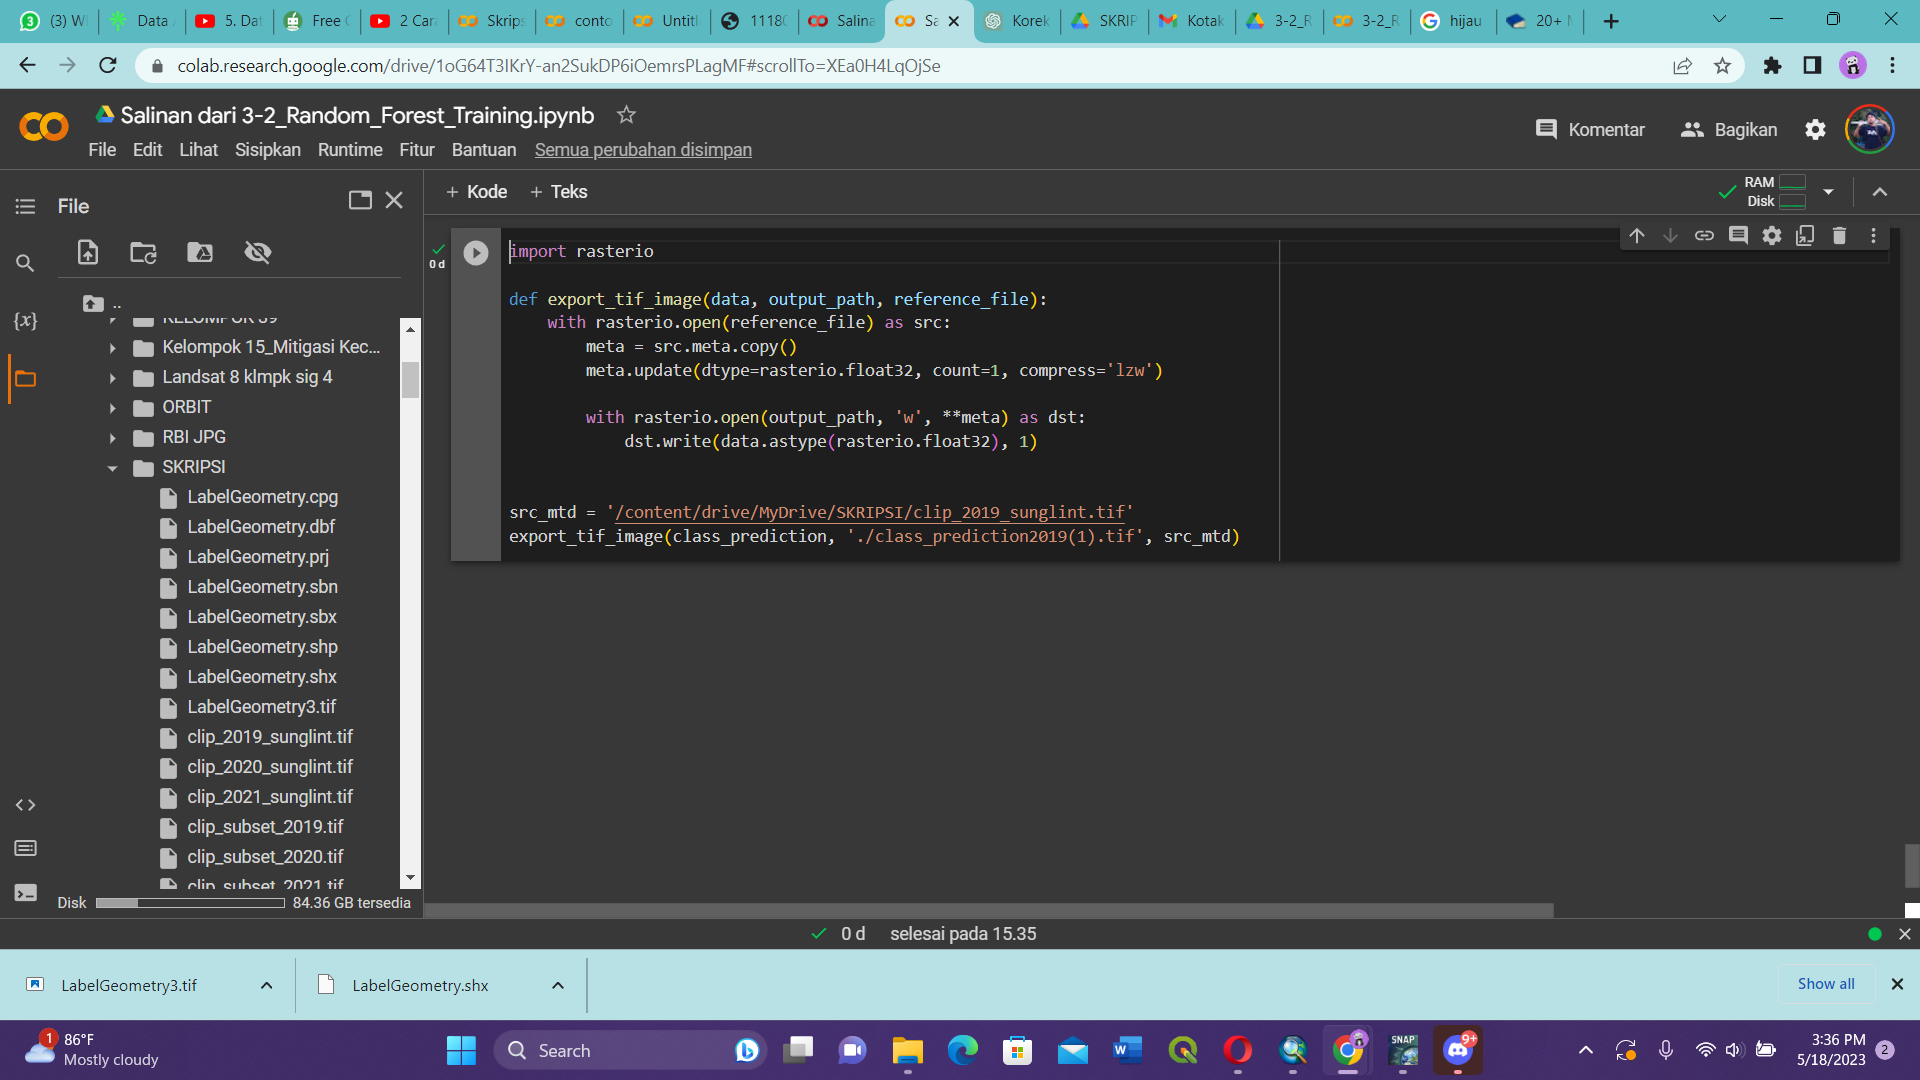 (3) W
Data
5. Dat
Free C
2 Cara
Skrips
conto
Untitl
11180
Salina
Sa
Korek
SKRIP
Kotak
3-2_R
3-2_R
hijau
20+
colab.research.google.com/drive/1oG64T3IKrY-an2SukDP6iOemrsPLagMF#scrollTo=XEa0H4LqOjSe
Salinan dari 3-2_Random_Forest_Training.ipynb
File Edit Lihat Sisipkan Runtime Fitur Bantuan Semua perubahan disimpan
Komentar
Bagikan
File
+ Kode + Teks
RAM
Disk
..
KELOMPOK 39
Kelompok 15_Mitigasi Kec...
Landsat 8 klmpk sig 4
ORBIT
RBI JPG
SKRIPSI
LabelGeometry.cpg
LabelGeometry.dbf
LabelGeometry.prj
LabelGeometry.sbn
LabelGeometry.sbx
LabelGeometry.shp
LabelGeometry.shx
LabelGeometry3.tif
clip_2019_sunglint.tif
clip_2020_sunglint.tif
clip_2021_sunglint.tif
clip_subset_2019.tif
clip_subset_2020.tif
clip_subset_2021.tif
Disk 84.36 GB tersedia
0 d
import rasterio
def export_tif_image(data, output_path, reference_file):
with rasterio.open(reference_file) as src:
meta = src.meta.copy()
meta.update(dtype=rasterio.float32, count=1, compress='lzw')
with rasterio.open(output_path, 'w', **meta) as dst:
dst.write(data.astype(rasterio.float32), 1)
src_mtd = '/content/drive/MyDrive/SKRIPSI/clip_2019_sunglint.tif'
export_tif_image(class_prediction, './class_prediction2019(1).tif', src_mtd)
0 d selesai pada 15.35
LabelGeometry3.tif
LabelGeometry.shx
Show all
1
86°F
Mostly cloudy
Search
SNAP
9+
3:36 PM
5/18/2023
2